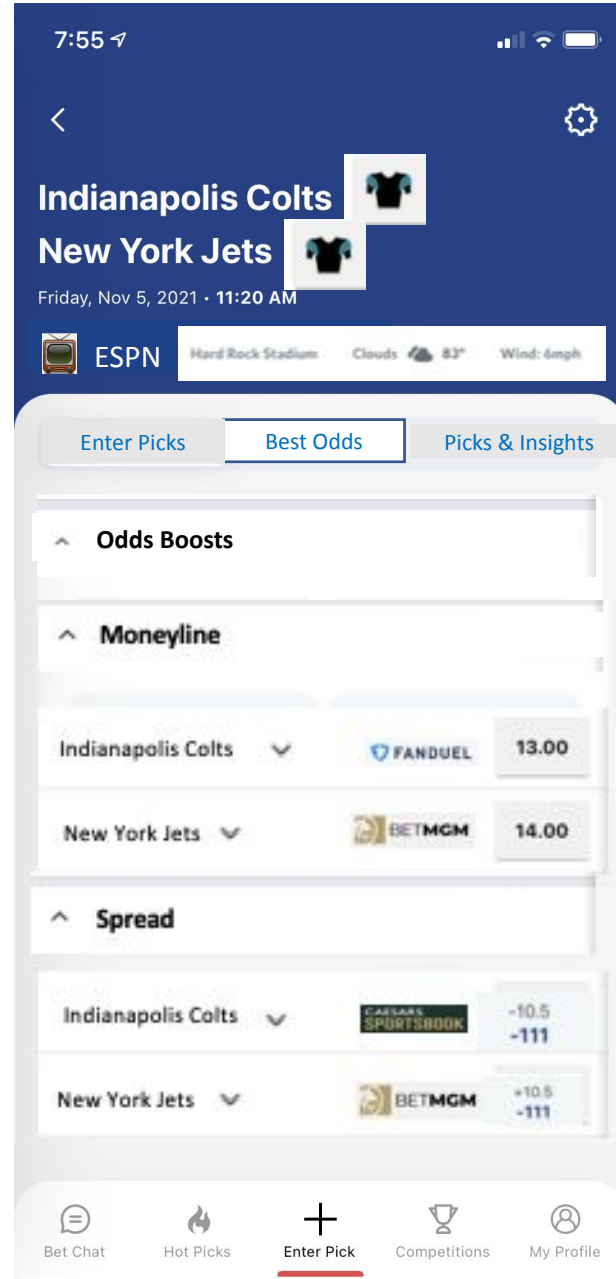 7:55
Indianapolis Colts
New York Jets
Friday, Nov 5, 2021 • 11:20 AM
ESPN Hard Rock Stadium Clouds 83° Wind: 6mph
Enter Picks Best Odds Picks & Insights
Odds Boosts
Moneyline
Indianapolis Colts FANDUEL 13.00
New York Jets BETMGM 14.00
Spread
Indianapolis Colts CAESARS SPORTSBOOK -10.5 -111
New York Jets BETMGM +10.5 -111
Bet Chat Hot Picks Enter Pick Competitions My Profile